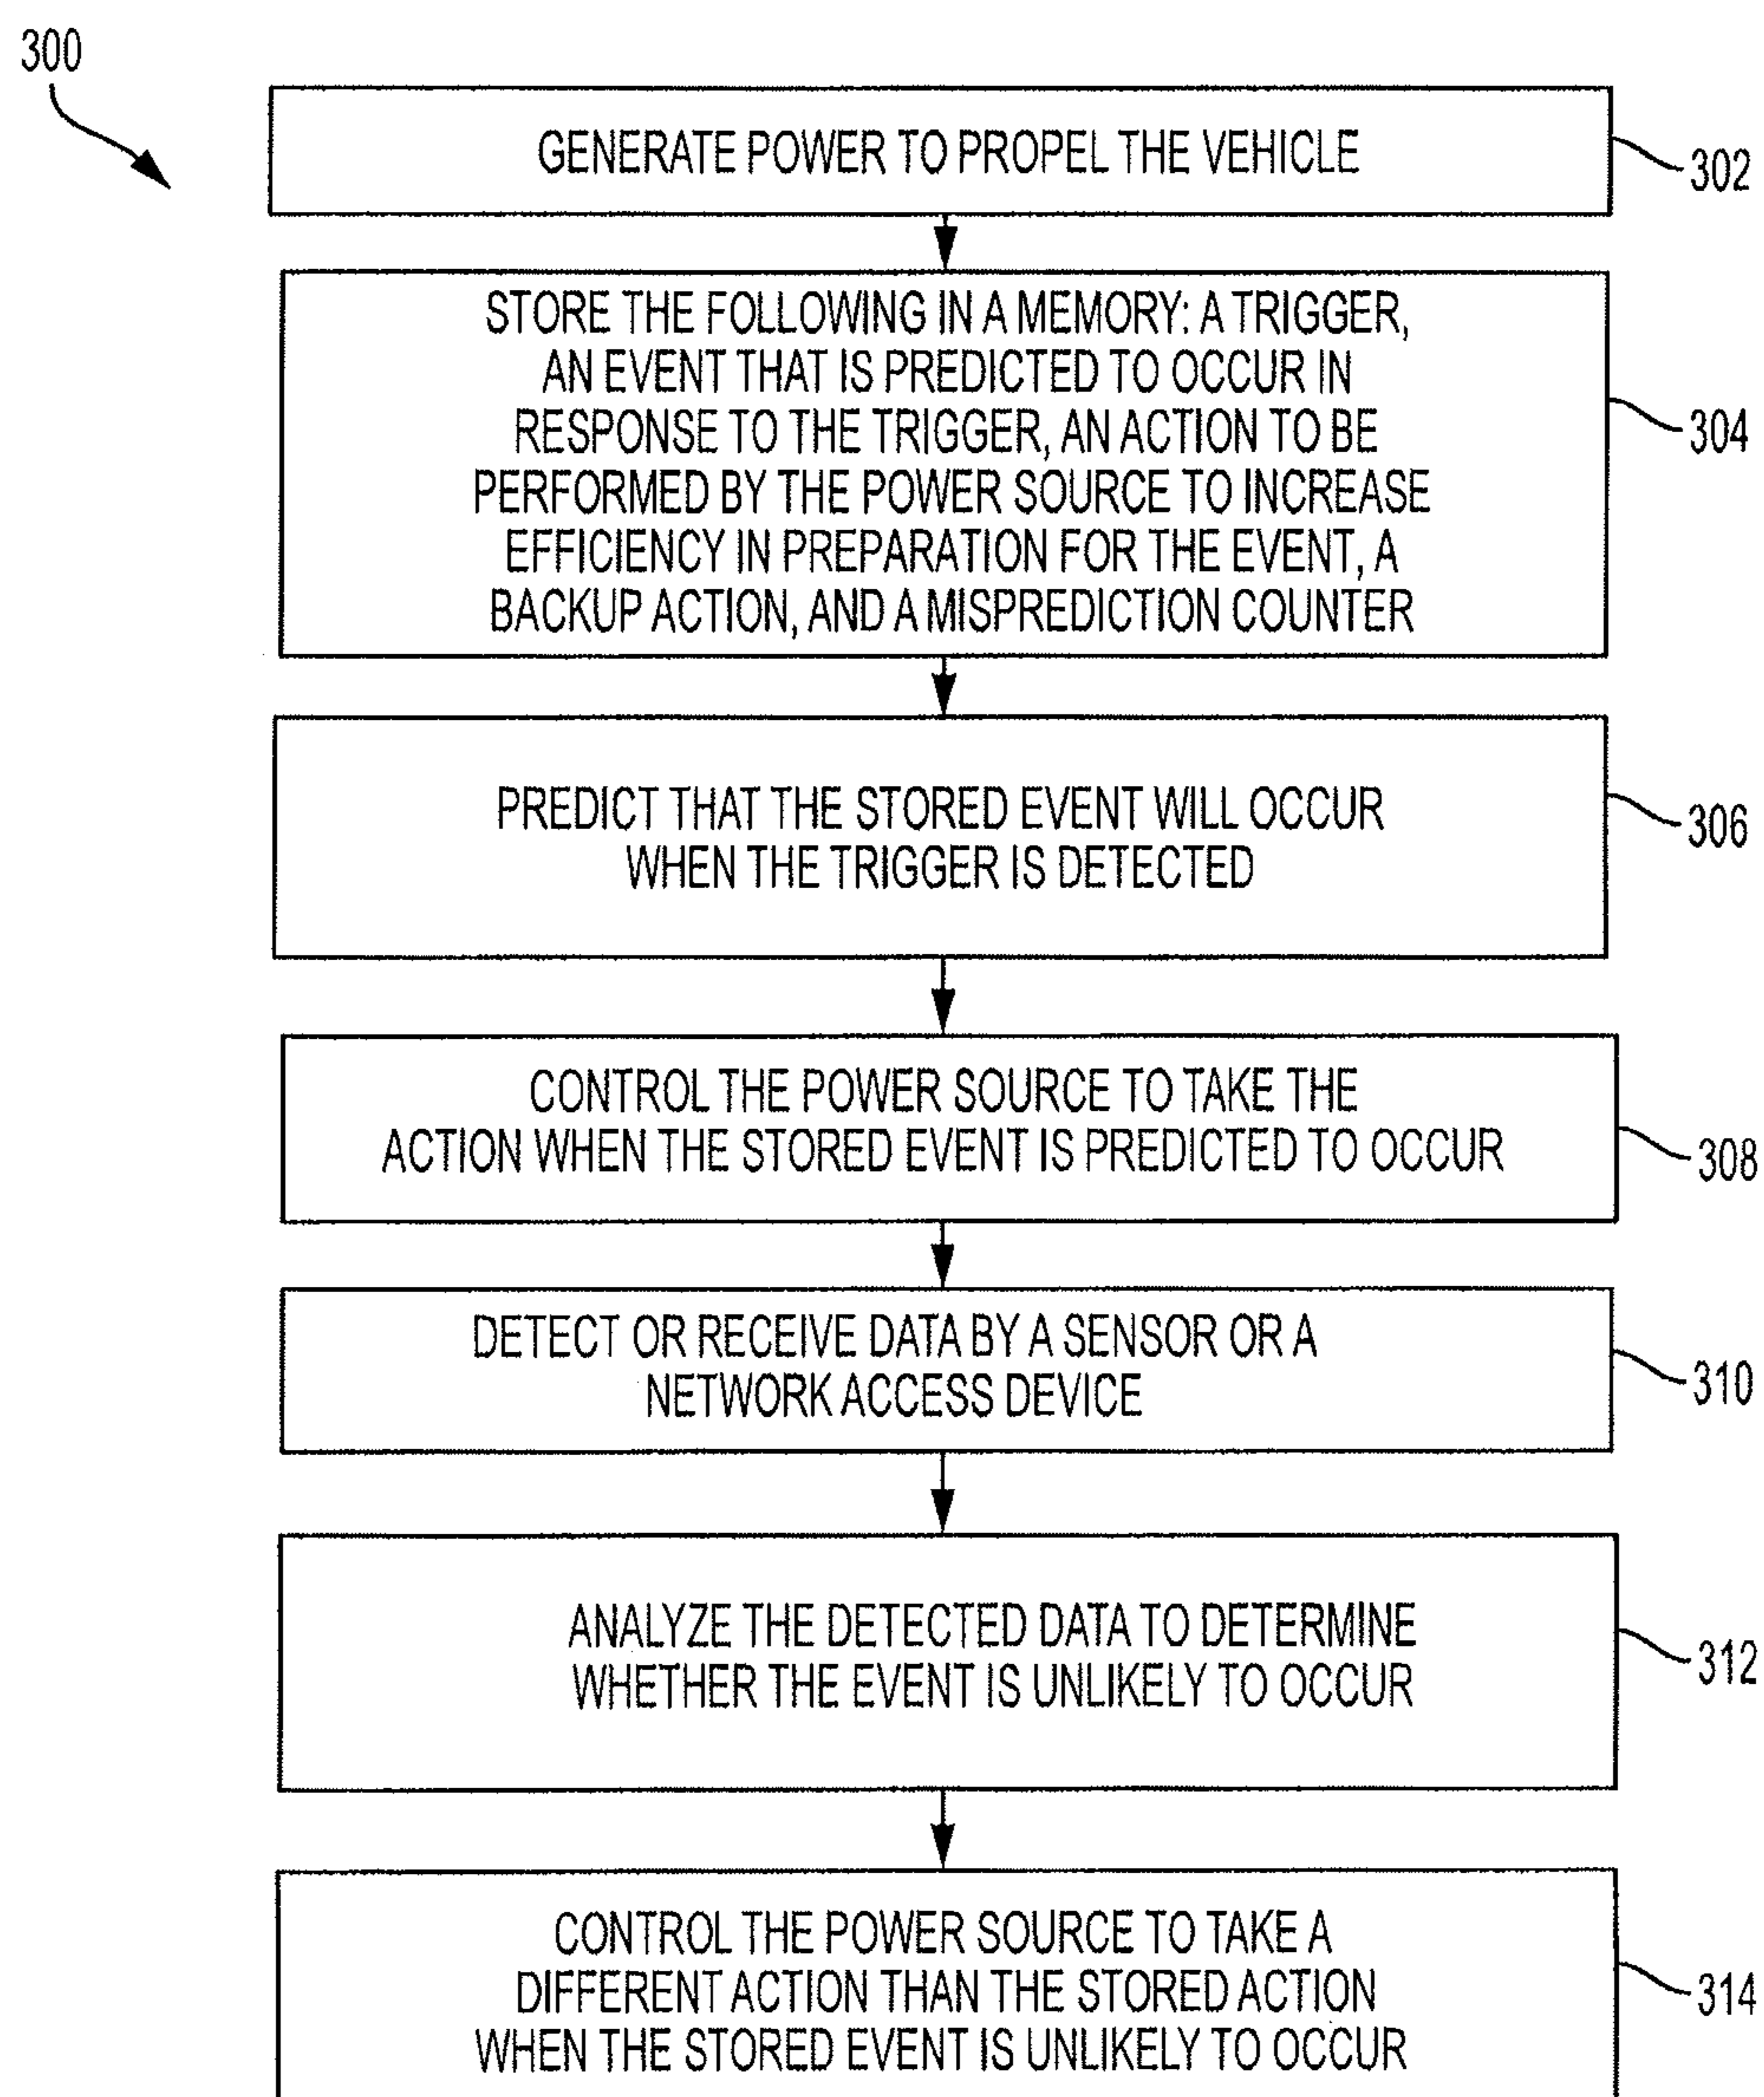 300
GENERATE POWER TO PROPEL THE VEHICLE
302
STORE THE FOLLOWING IN A MEMORY: A TRIGGER,
AN EVENT THAT IS PREDICTED TO OCCUR IN
RESPONSE TO THE TRIGGER, AN ACTION TO BE
PERFORMED BY THE POWER SOURCE TO INCREASE
EFFICIENCY IN PREPARATION FOR THE EVENT, A
BACKUP ACTION, AND A MISPREDICTION COUNTER
304
PREDICT THAT THE STORED EVENT WILL OCCUR
WHEN THE TRIGGER IS DETECTED
306
CONTROL THE POWER SOURCE TO TAKE THE
ACTION WHEN THE STORED EVENT IS PREDICTED TO OCCUR
308
DETECT OR RECEIVE DATA BY A SENSOR OR A
NETWORK ACCESS DEVICE
310
ANALYZE THE DETECTED DATA TO DETERMINE
WHETHER THE EVENT IS UNLIKELY TO OCCUR
312
CONTROL THE POWER SOURCE TO TAKE A
DIFFERENT ACTION THAN THE STORED ACTION
WHEN THE STORED EVENT IS UNLIKELY TO OCCUR
314